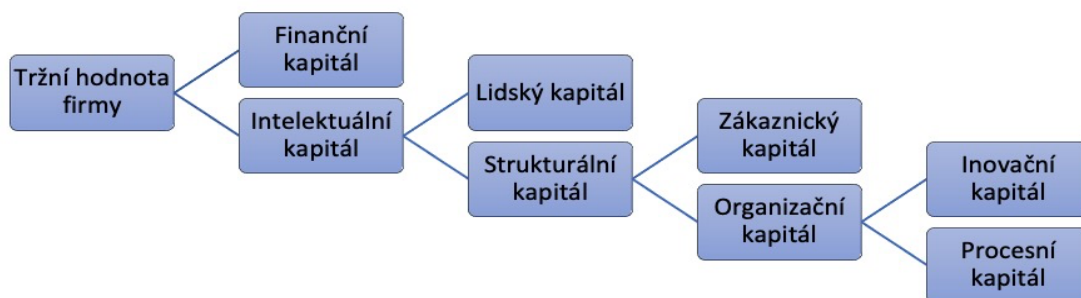 Tržní hodnota
firmy
Finanční
kapitál
Intelektuální
kapitál
Lidský kapitál
Strukturální
kapitál
Zákaznický
kapitál
Organizační
kapitál
Inovační
kapitál
Procesní
kapitál